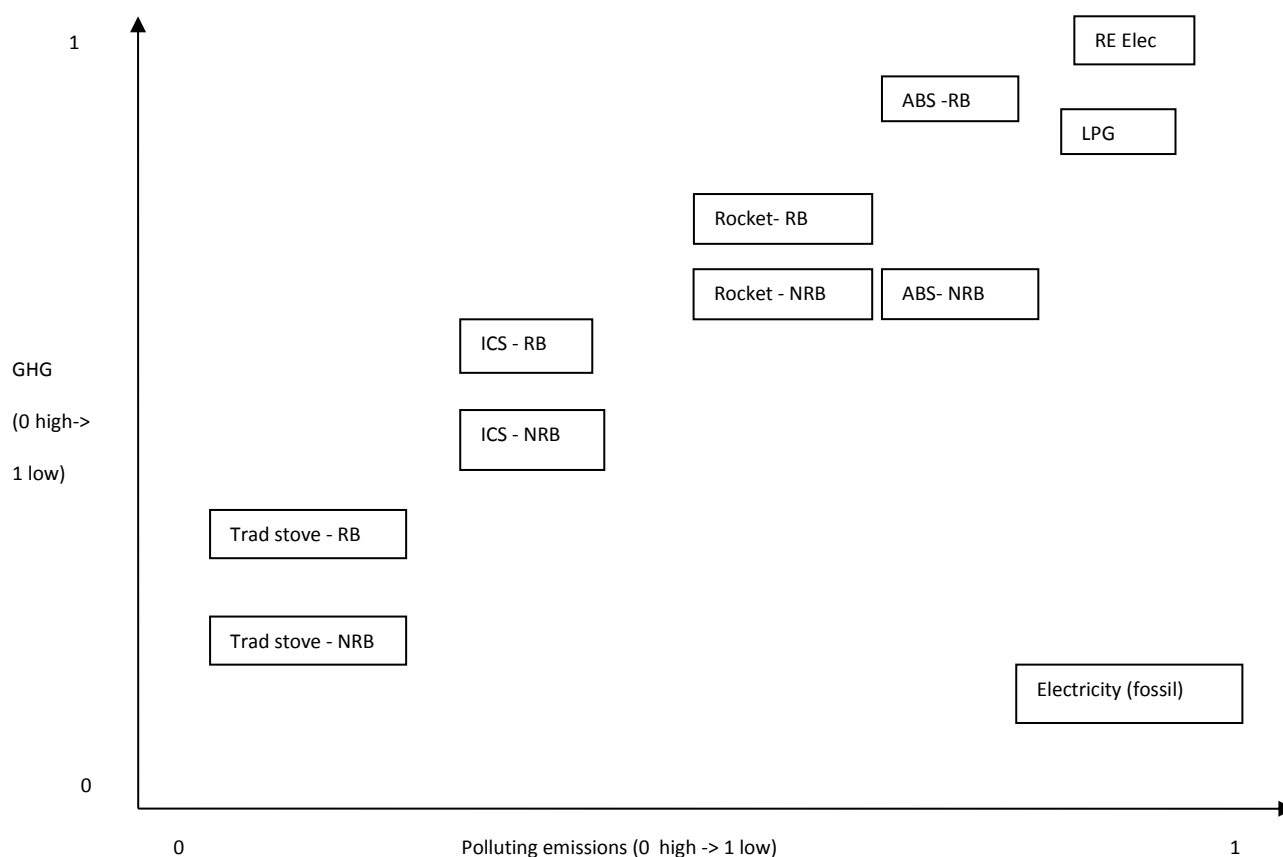 1
RE Elec
ABS -RB
LPG
Rocket- RB
Rocket - NRB
ABS- NRB
ICS - RB
GHG
(0 high->
1 low)
ICS - NRB
Trad stove - RB
Trad stove - NRB
Electricity (fossil)
0
0
Polluting emissions (0  high -> 1 low)
1